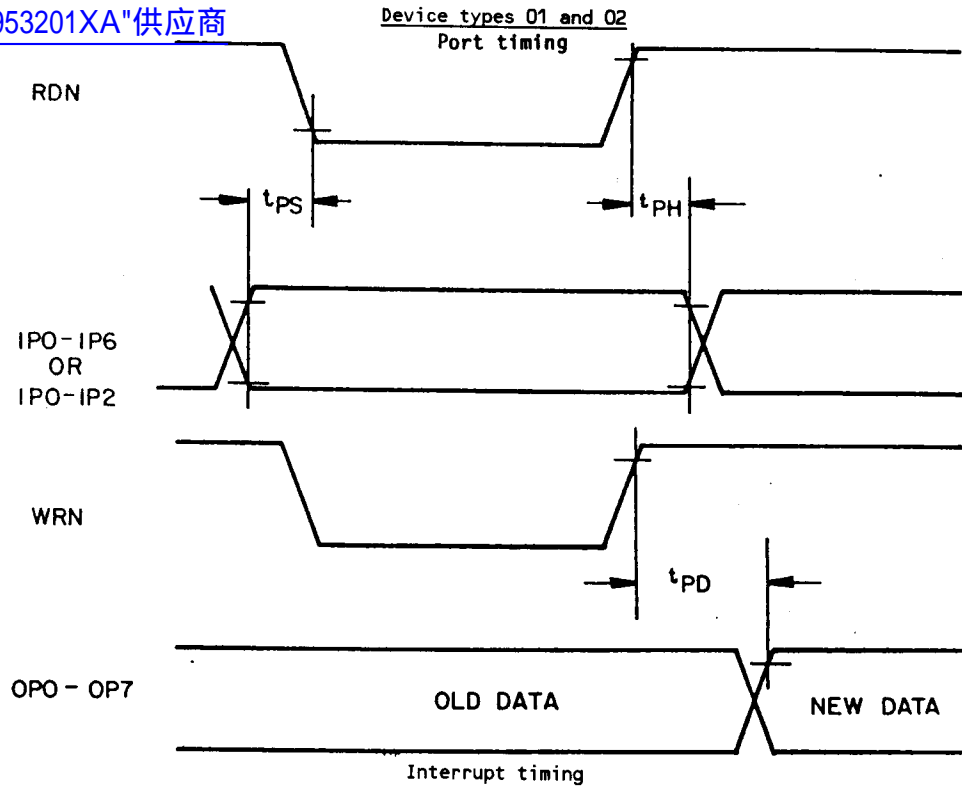 953201XA"供应商
Device types 01 and 02
Port timing
RDN
tPS
tPH
IP0-IP6
OR
IP0-IP2
WRN
tPD
OP0 - OP7
OLD DATA
NEW DATA
Interrupt timing